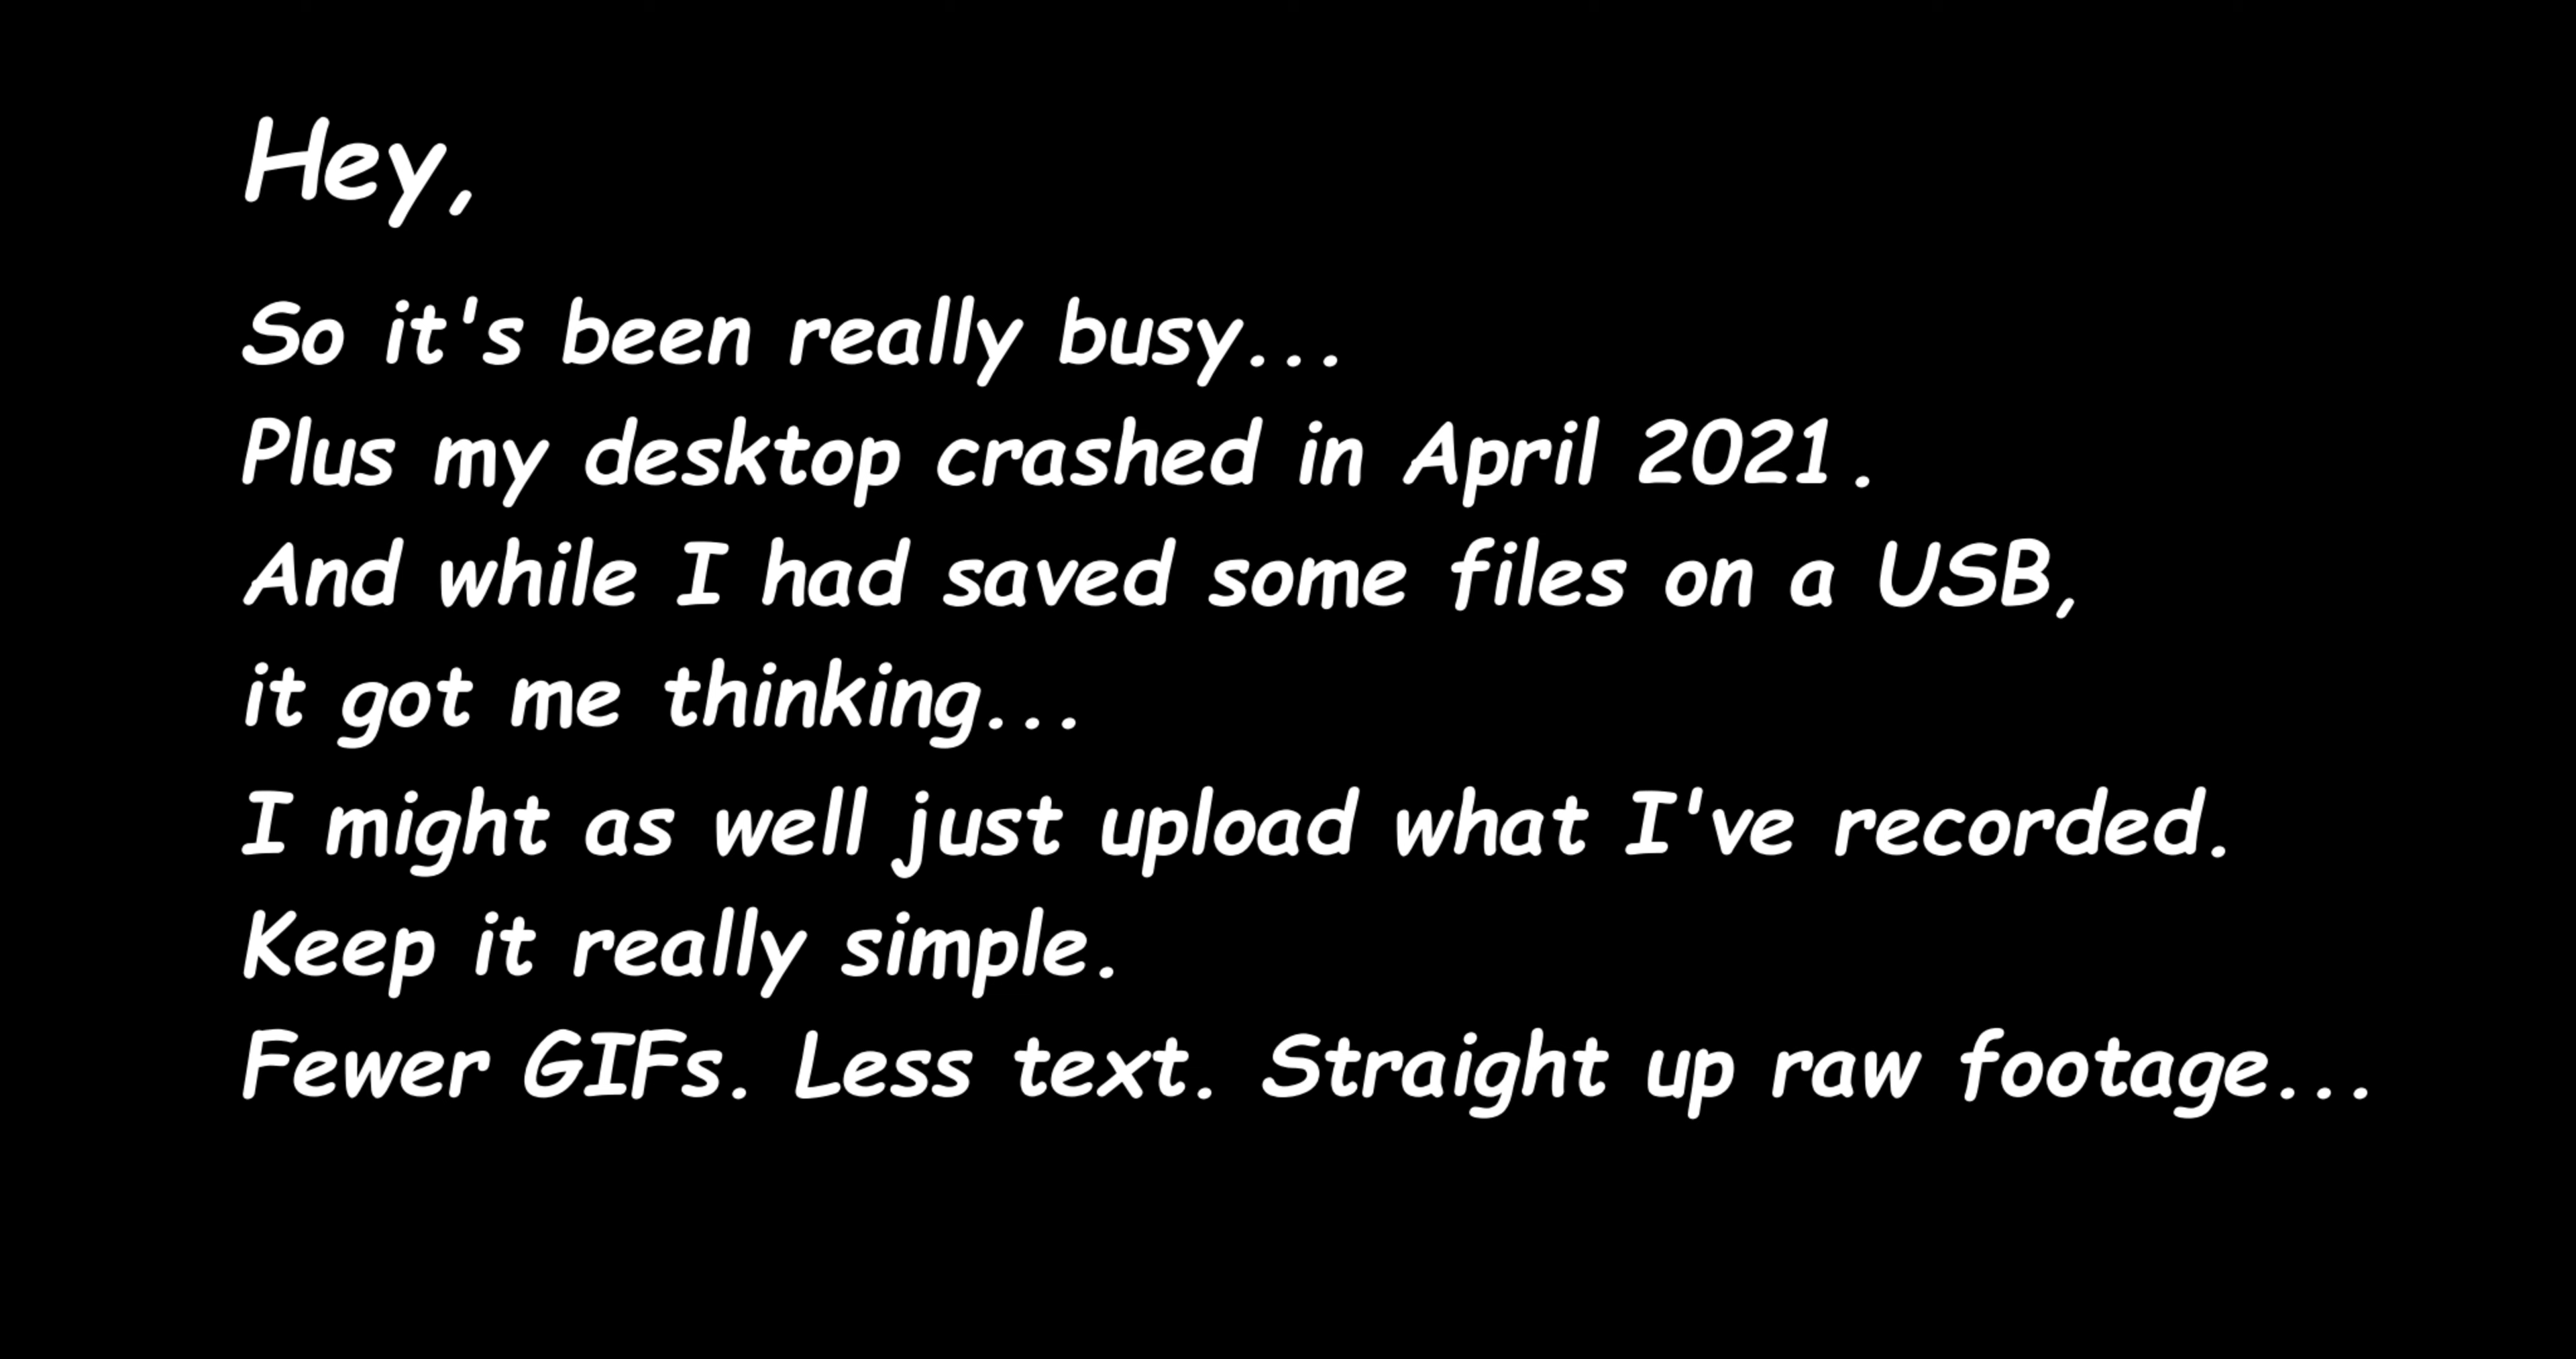 Hey,
So it's been really busy...
Plus my desktop crashed in April 2021.
And while I had saved some files on a USB,
it got me thinking...
I might as well just upload what I've recorded.
Keep it really simple.
Fewer GIFs. Less text. Straight up raw footage...